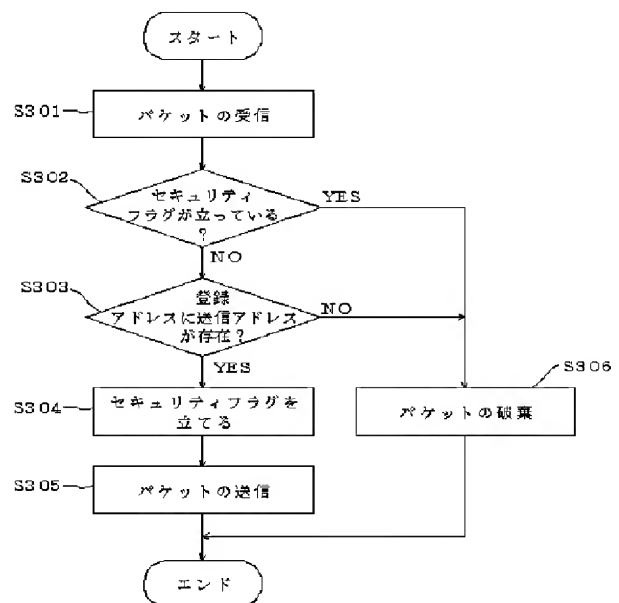 スタート
S301
パケットの受信
S302
セキュリティ
フラグが立っている
?
YES
NO
S303
登録
アドレスに送信アドレス
が存在?
NO
YES
S304
セキュリティフラグを
立てる
S306
パケットの破棄
S305
パケットの送信
エンド